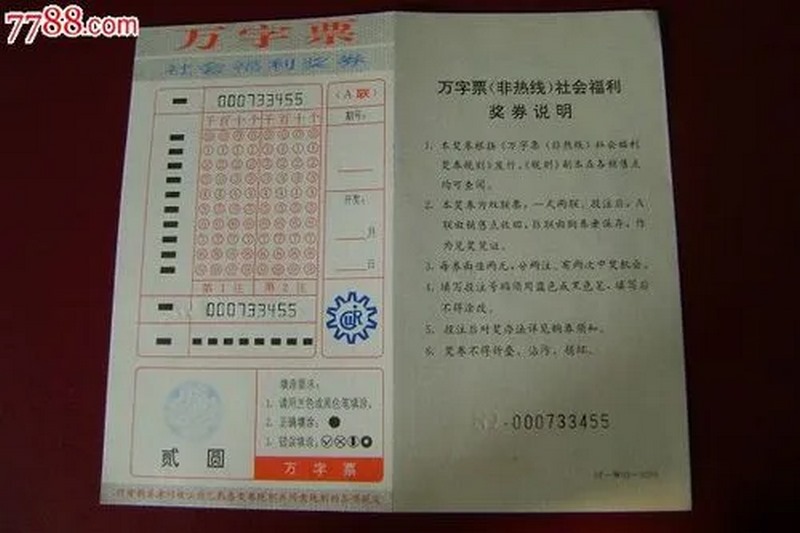 7788.com
万字票
社会福利奖券
000733455
(A联)
期号:
千百十个千百十个
开奖:
月
日
第1注 第2注
000733455
贰圆
填涂要求:
1. 请用兰色或黑色笔填涂。
2. 正确填涂:
3. 错误填涂:
万字票
万字票(非热线)社会福利
奖券说明
1. 本奖券根据《万字票(非热线)社会福利
奖券规则》发行,《规则》副本在各销售点
均可查阅。
2. 本奖券为双联票,一式两联,投注后,A
联由销售点收回,B联由购券者保存,作
为兑奖凭证。
3. 每券面值两元,分两注,有两次中奖机会。
4. 填写投注号码须用蓝色或黑色笔,填写后
不得涂改。
5. 投注后对奖办法详见购券须知。
6. 奖券不得折叠、沾污、损坏。
000733455